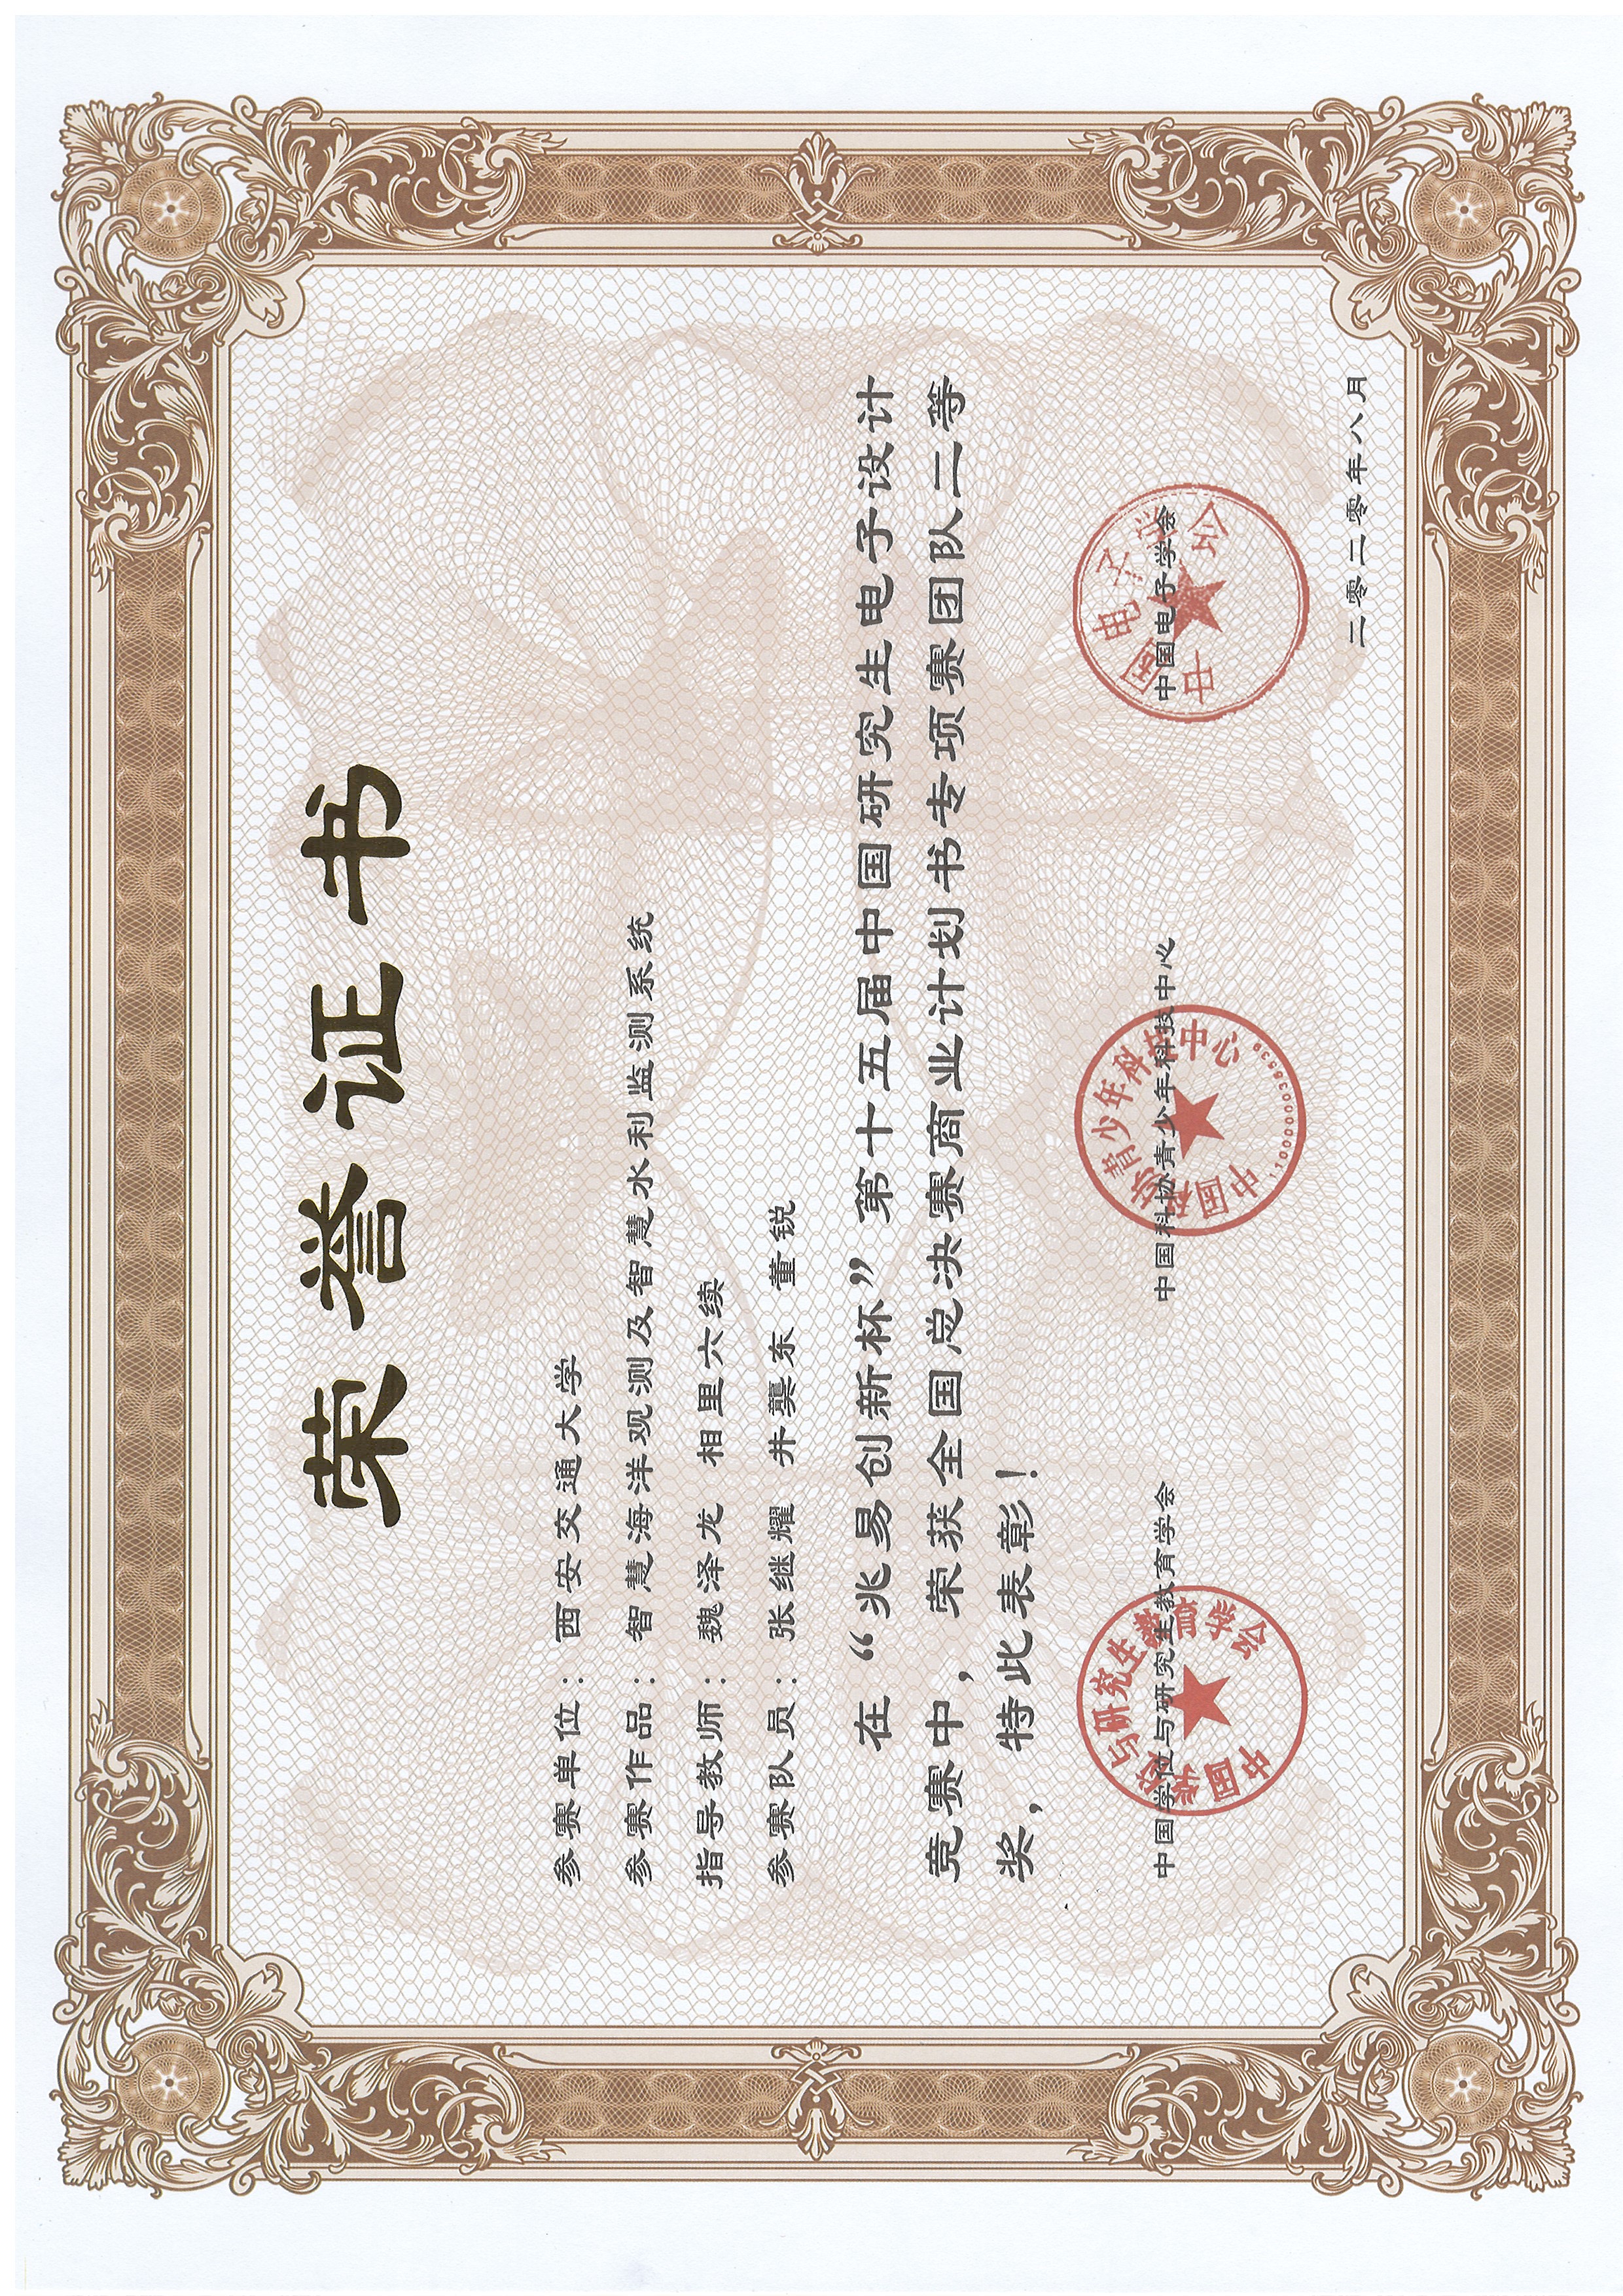 荣誉证书
参赛单位：西安交通大学
参赛作品：智慧海洋观测及智慧水利监测系统
指导教师：魏泽龙 相里六续
参赛队员：张继耀 井龑东 董锐
在“兆易创新杯”第十五届中国研究生电子设计
竞赛中，荣获全国总决赛商业计划书专项赛团队二等
奖，特此表彰！
中国学位与研究生教育学会 中国科协青少年科技中心 中国电子学会
中国学位与研究生教育学会
中国科协青少年科技中心
中国电子学会
二零二零年八月